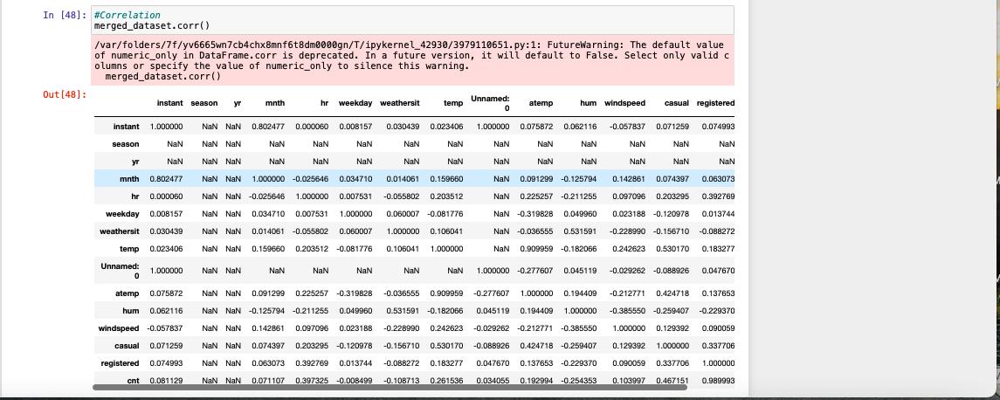 In [48]: #Correlation
merged_dataset.corr()
/var/folders/7f/yv6665wn7cb4chx8mnf6t8dm0000gn/T/ipykernel_42930/3979110651.py:1: FutureWarning: The default value
of numeric_only in DataFrame.corr is deprecated. In a future version, it will default to False. Select only valid c
olumns or specify the value of numeric_only to silence this warning.
merged_dataset.corr()
Out[48]:
instant season yr mnth hr weekday weathersit temp Unnamed: 0 atemp hum windspeed casual registered
instant 1.000000 NaN NaN 0.802477 0.000060 0.008157 0.030439 0.023406 1.000000 0.075872 0.062116 -0.057837 0.071259 0.074993
season NaN NaN NaN NaN NaN NaN NaN NaN NaN NaN NaN NaN NaN NaN
yr NaN NaN NaN NaN NaN NaN NaN NaN NaN NaN NaN NaN NaN NaN
mnth 0.802477 NaN NaN 1.000000 -0.025646 0.034710 0.014061 0.159660 NaN 0.091299 -0.125794 0.142861 0.074397 0.063073
hr 0.000060 NaN NaN -0.025646 1.000000 0.007531 -0.055802 0.203512 NaN 0.225257 -0.211255 0.097096 0.203295 0.392769
weekday 0.008157 NaN NaN 0.034710 0.007531 1.000000 0.060007 -0.081776 NaN -0.319828 0.049960 0.023188 -0.120978 0.013744
weathersit 0.030439 NaN NaN 0.014061 -0.055802 0.060007 1.000000 0.106041 NaN -0.036555 0.531591 -0.228990 -0.156710 -0.088272
temp 0.023406 NaN NaN 0.159660 0.203512 -0.081776 0.106041 1.000000 NaN 0.909959 -0.182066 0.242623 0.530170 0.183277
Unnamed: 0 1.000000 NaN NaN NaN NaN NaN NaN NaN 1.000000 -0.277607 0.045119 -0.029262 -0.088926 0.047670
atemp 0.075872 NaN NaN 0.091299 0.225257 -0.319828 -0.036555 0.909959 -0.277607 1.000000 0.194409 -0.212771 0.424718 0.137653
hum 0.062116 NaN NaN -0.125794 -0.211255 0.049960 0.531591 -0.182066 0.045119 0.194409 1.000000 -0.385550 -0.259407 -0.229370
windspeed -0.057837 NaN NaN 0.142861 0.097096 0.023188 -0.228990 0.242623 -0.029262 -0.212771 -0.385550 1.000000 0.129392 0.090059
casual 0.071259 NaN NaN 0.074397 0.203295 -0.120978 -0.156710 0.530170 -0.088926 0.424718 -0.259407 0.129392 1.000000 0.337706
registered 0.074993 NaN NaN 0.063073 0.392769 0.013744 -0.088272 0.183277 0.047670 0.137653 -0.229370 0.090059 0.337706 1.000000
cnt 0.081129 NaN NaN 0.071107 0.397325 -0.008499 -0.108713 0.261536 0.034055 0.192994 -0.254353 0.103997 0.467151 0.989993